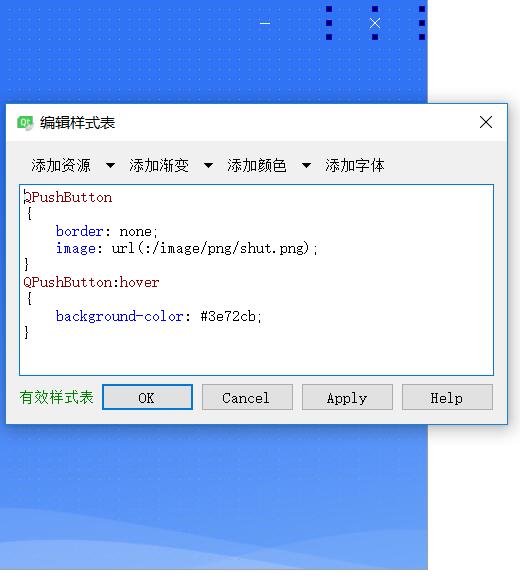 编辑样式表
添加资源 添加渐变 添加颜色 添加字体
QPushButton
{
    border: none;
    image: url(:/image/png/shut.png);
}
QPushButton:hover
{
    background-color: #3e72cb;
}
有效样式表 OK Cancel Apply Help